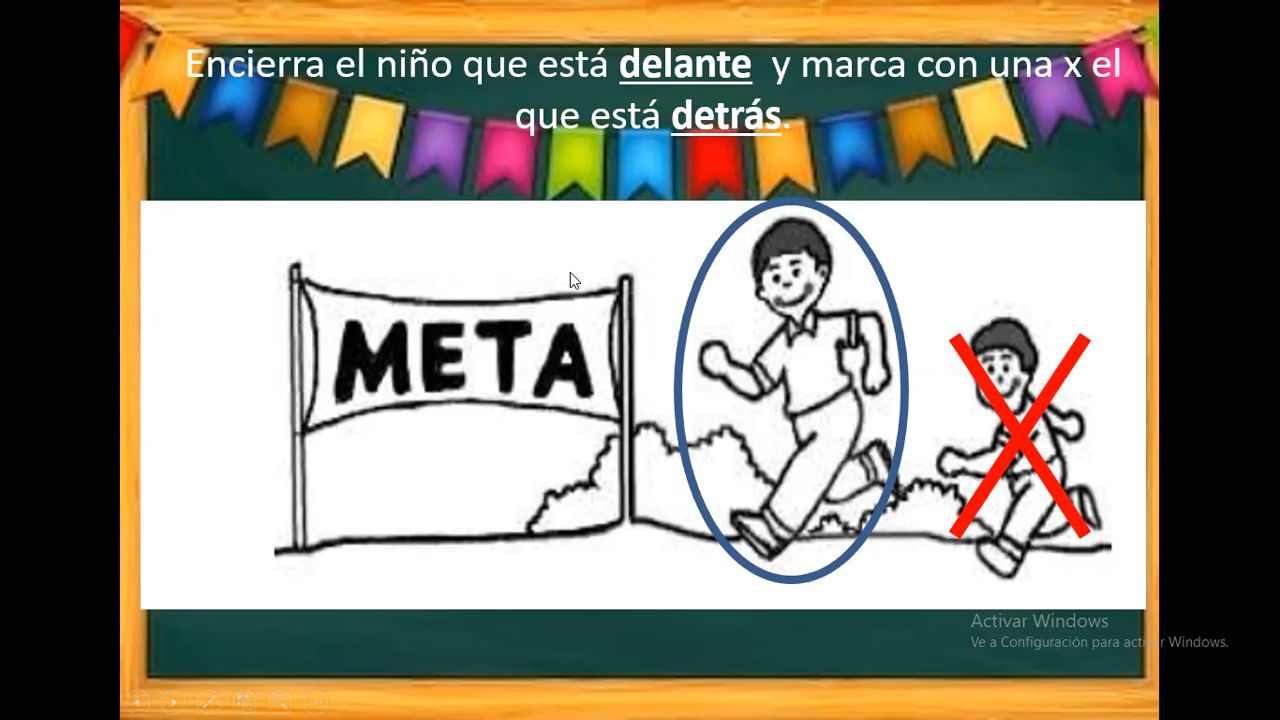 Encierra el niño que está delante y marca con una x el
que está detrás.
META
Activar Windows
Ve a Configuración para activar Windows.